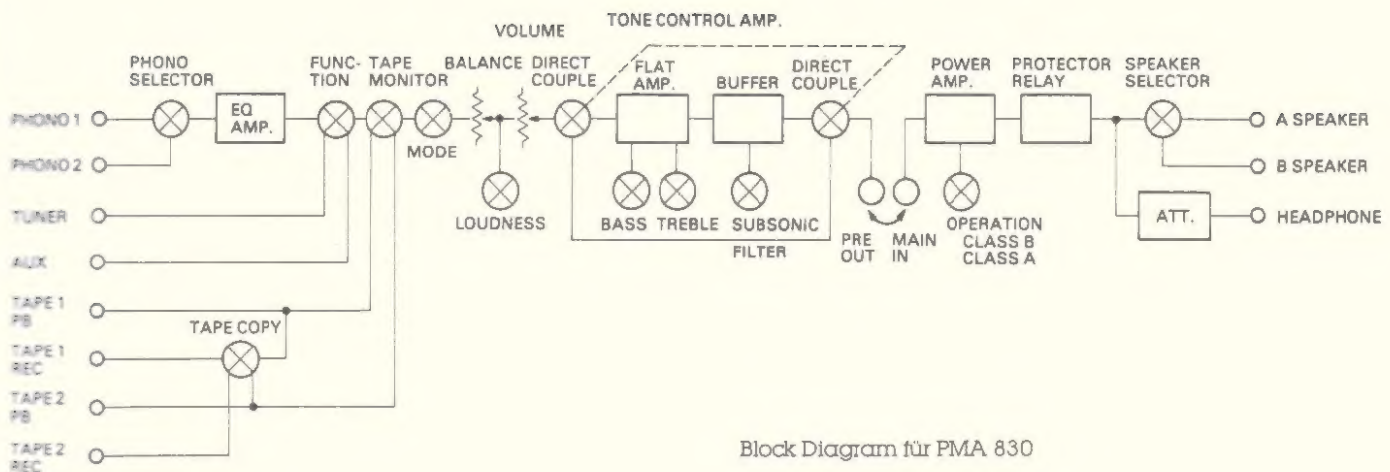 TONE CONTROL AMP.
VOLUME
PHONO
SELECTOR
FUNC-
TION
TAPE
MONITOR
BALANCE
DIRECT
COUPLE
FLAT
AMP.
BUFFER
DIRECT
COUPLE
POWER
AMP.
PROTECTOR
RELAY
SPEAKER
SELECTOR
PHONO 1
EQ
AMP.
A SPEAKER
MODE
PHONO 2
B SPEAKER
TUNER
LOUDNESS
BASS
TREBLE
SUBSONIC
FILTER
PRE
OUT
MAIN
IN
OPERATION
CLASS B
CLASS A
ATT.
HEADPHONE
AUX
TAPE 1
PB
TAPE COPY
TAPE 1
REC
TAPE 2
PB
TAPE 2
REC
Block Diagram für PMA 830